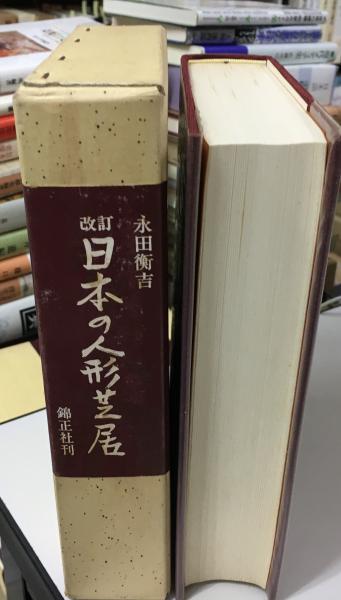 永田衡吉
改訂
日本の人形芝居
錦正社刊